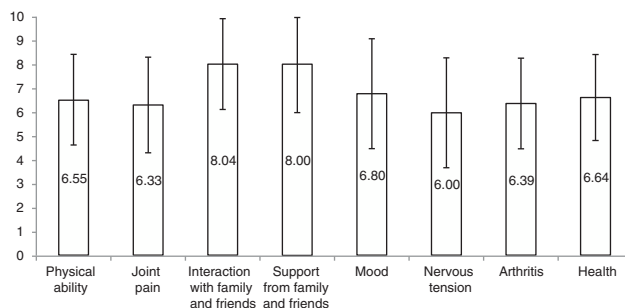 10
9
8
7
6
5
4
3
2
1
0
6.55
6.33
8.04
8.00
6.80
6.00
6.39
6.64
Physical
ability
Joint
pain
Interaction
with family
and friends
Support
from family
and friends
Mood
Nervous
tension
Arthritis
Health